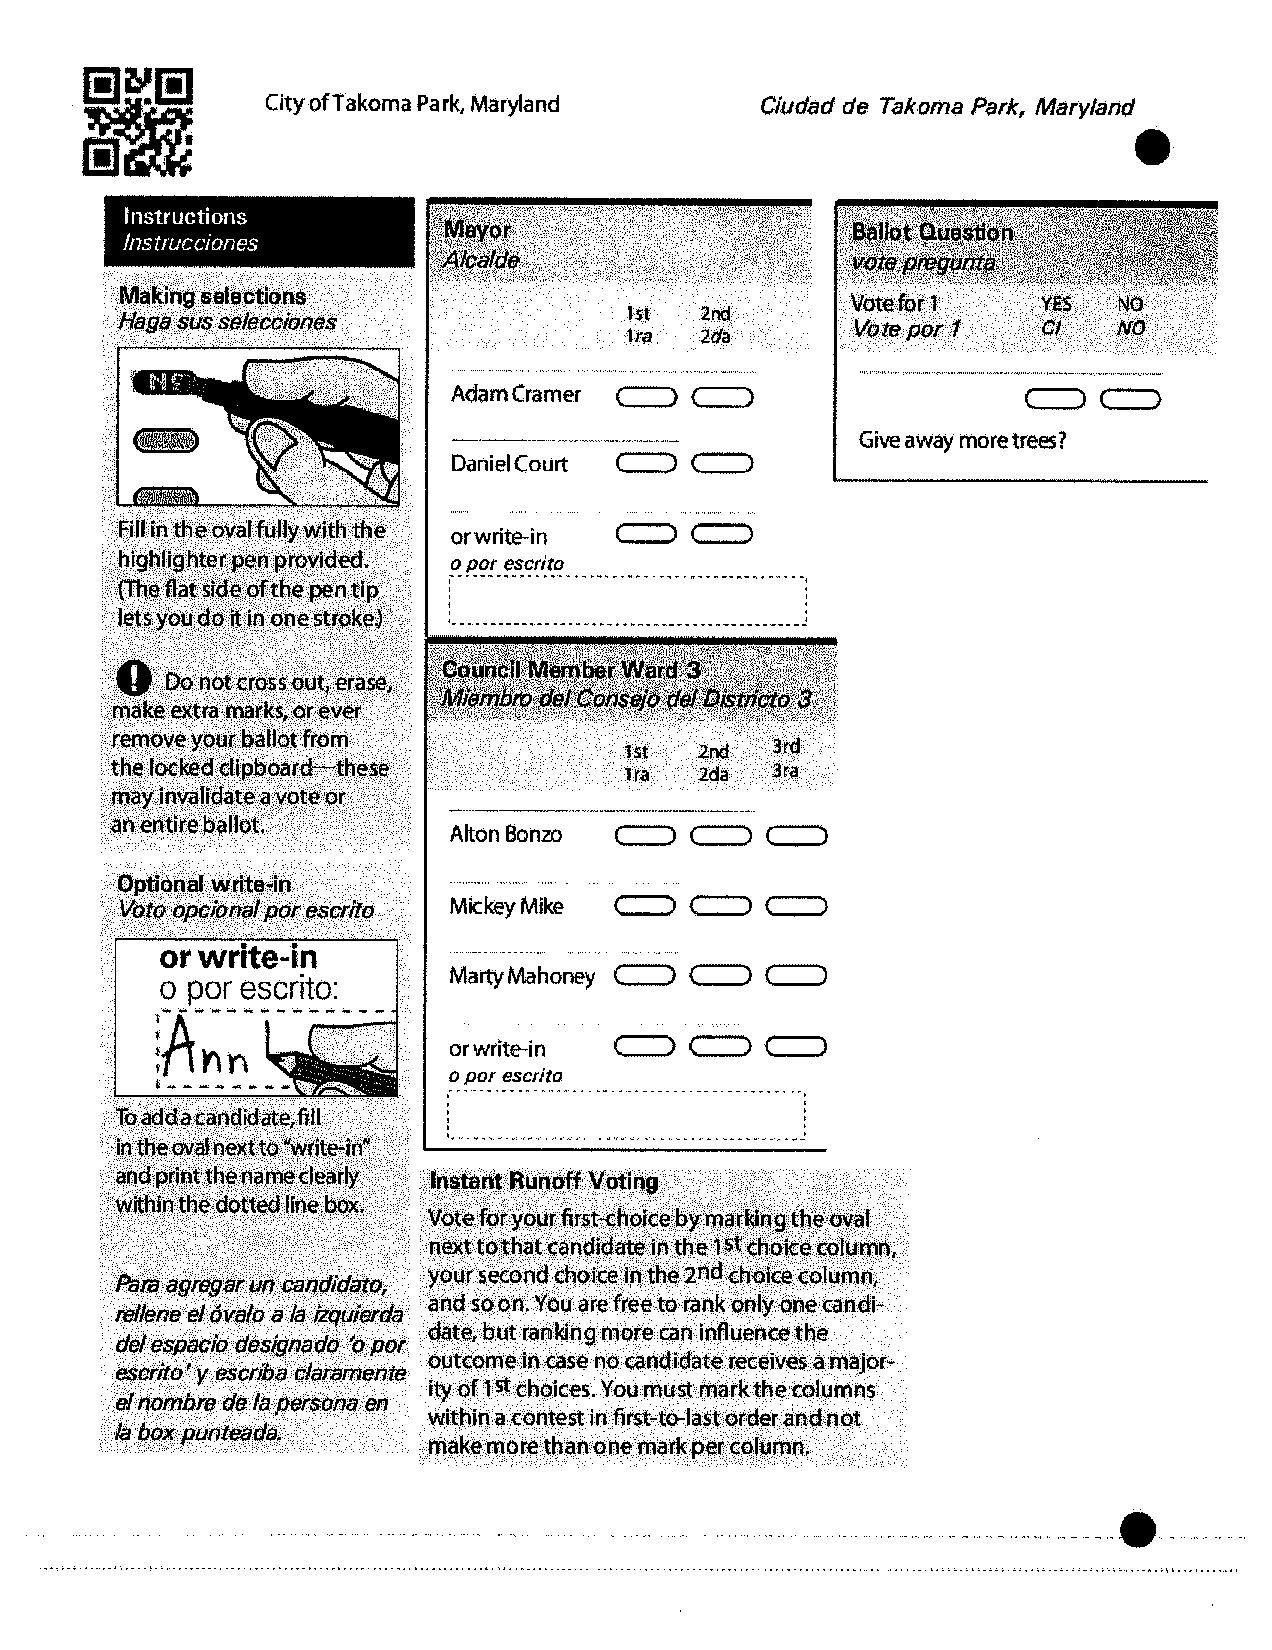 City of Takoma Park, Maryland
Ciudad de Takoma Park, Maryland
Instructions
Instrucciones
Making selections
Haga sus selecciones
Fill in the oval fully with the
highlighter pen provided.
(The flat side of the pen tip
lets you do it in one stroke.)
! Do not cross out, erase,
make extra marks, or ever
remove your ballot from
the locked clipboard—these
may invalidate a vote or
an entire ballot.
Optional write-in
Voto opcional por escrito
or write-in
o por escrito:
Ann L
To add a candidate, fill
in the oval next to "write-in"
and print the name clearly
within the dotted line box.
Para agregar un candidato,
rellene el óvalo a la izquierda
del espacio designado 'o por
escrito' y escriba claramente
el nombre de la persona en
la box punteada.
Mayor
Alcalde
1st 2nd
1ra 2da
Adam Cramer
Daniel Court
or write-in
o por escrito
Council Member Ward 3
Miembro del Consejo del Districto 3
1st 2nd 3rd
1ra 2da 3ra
Alton Bonzo
Mickey Mike
Marty Mahoney
or write-in
o por escrito
Instant Runoff Voting
Vote for your first-choice by marking the oval
next to that candidate in the 1st choice column,
your second choice in the 2nd choice column,
and so on. You are free to rank only one candi-
date, but ranking more can influence the
outcome in case no candidate receives a major-
ity of 1st choices. You must mark the columns
within a contest in first-to-last order and not
make more than one mark per column.
Ballot Question
vote pregunta
Vote for 1 YES NO
Vote por 1 CI NO
Give away more trees?